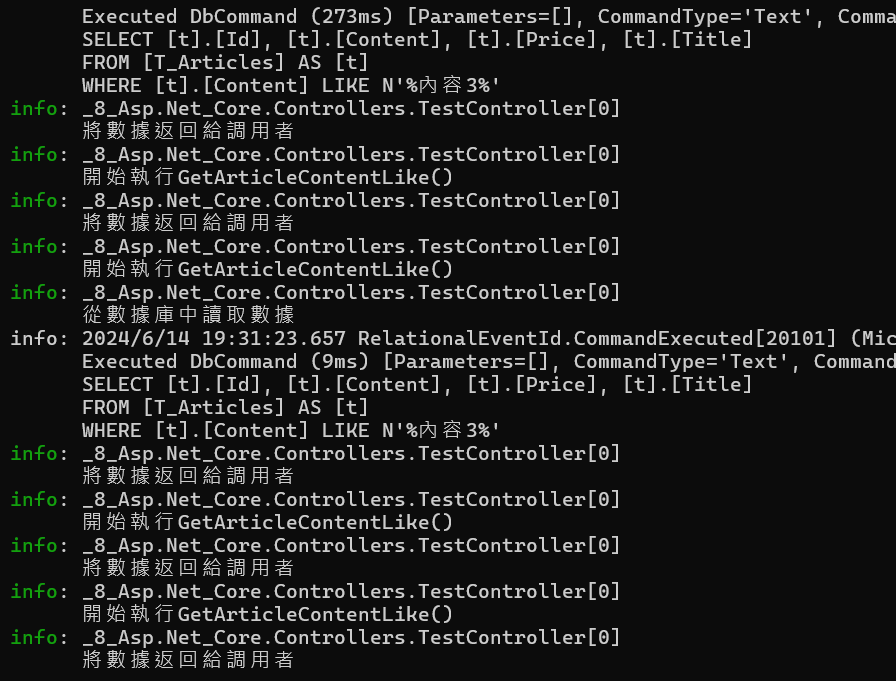 Executed DbCommand (273ms) [Parameters=[], CommandType='Text', Comma
SELECT [t].[Id], [t].[Content], [t].[Price], [t].[Title]
FROM [T_Articles] AS [t]
WHERE [t].[Content] LIKE N'%內容3%'
info: _8_Asp.Net_Core.Controllers.TestController[0]
將數據返回給調用者
info: _8_Asp.Net_Core.Controllers.TestController[0]
開始執行GetArticleContentLike()
info: _8_Asp.Net_Core.Controllers.TestController[0]
將數據返回給調用者
info: _8_Asp.Net_Core.Controllers.TestController[0]
開始執行GetArticleContentLike()
info: _8_Asp.Net_Core.Controllers.TestController[0]
從數據庫中讀取數據
info: 2024/6/14 19:31:23.657 RelationalEventId.CommandExecuted[20101] (Mic
Executed DbCommand (9ms) [Parameters=[], CommandType='Text', Command
SELECT [t].[Id], [t].[Content], [t].[Price], [t].[Title]
FROM [T_Articles] AS [t]
WHERE [t].[Content] LIKE N'%內容3%'
info: _8_Asp.Net_Core.Controllers.TestController[0]
將數據返回給調用者
info: _8_Asp.Net_Core.Controllers.TestController[0]
開始執行GetArticleContentLike()
info: _8_Asp.Net_Core.Controllers.TestController[0]
將數據返回給調用者
info: _8_Asp.Net_Core.Controllers.TestController[0]
開始執行GetArticleContentLike()
info: _8_Asp.Net_Core.Controllers.TestController[0]
將數據返回給調用者